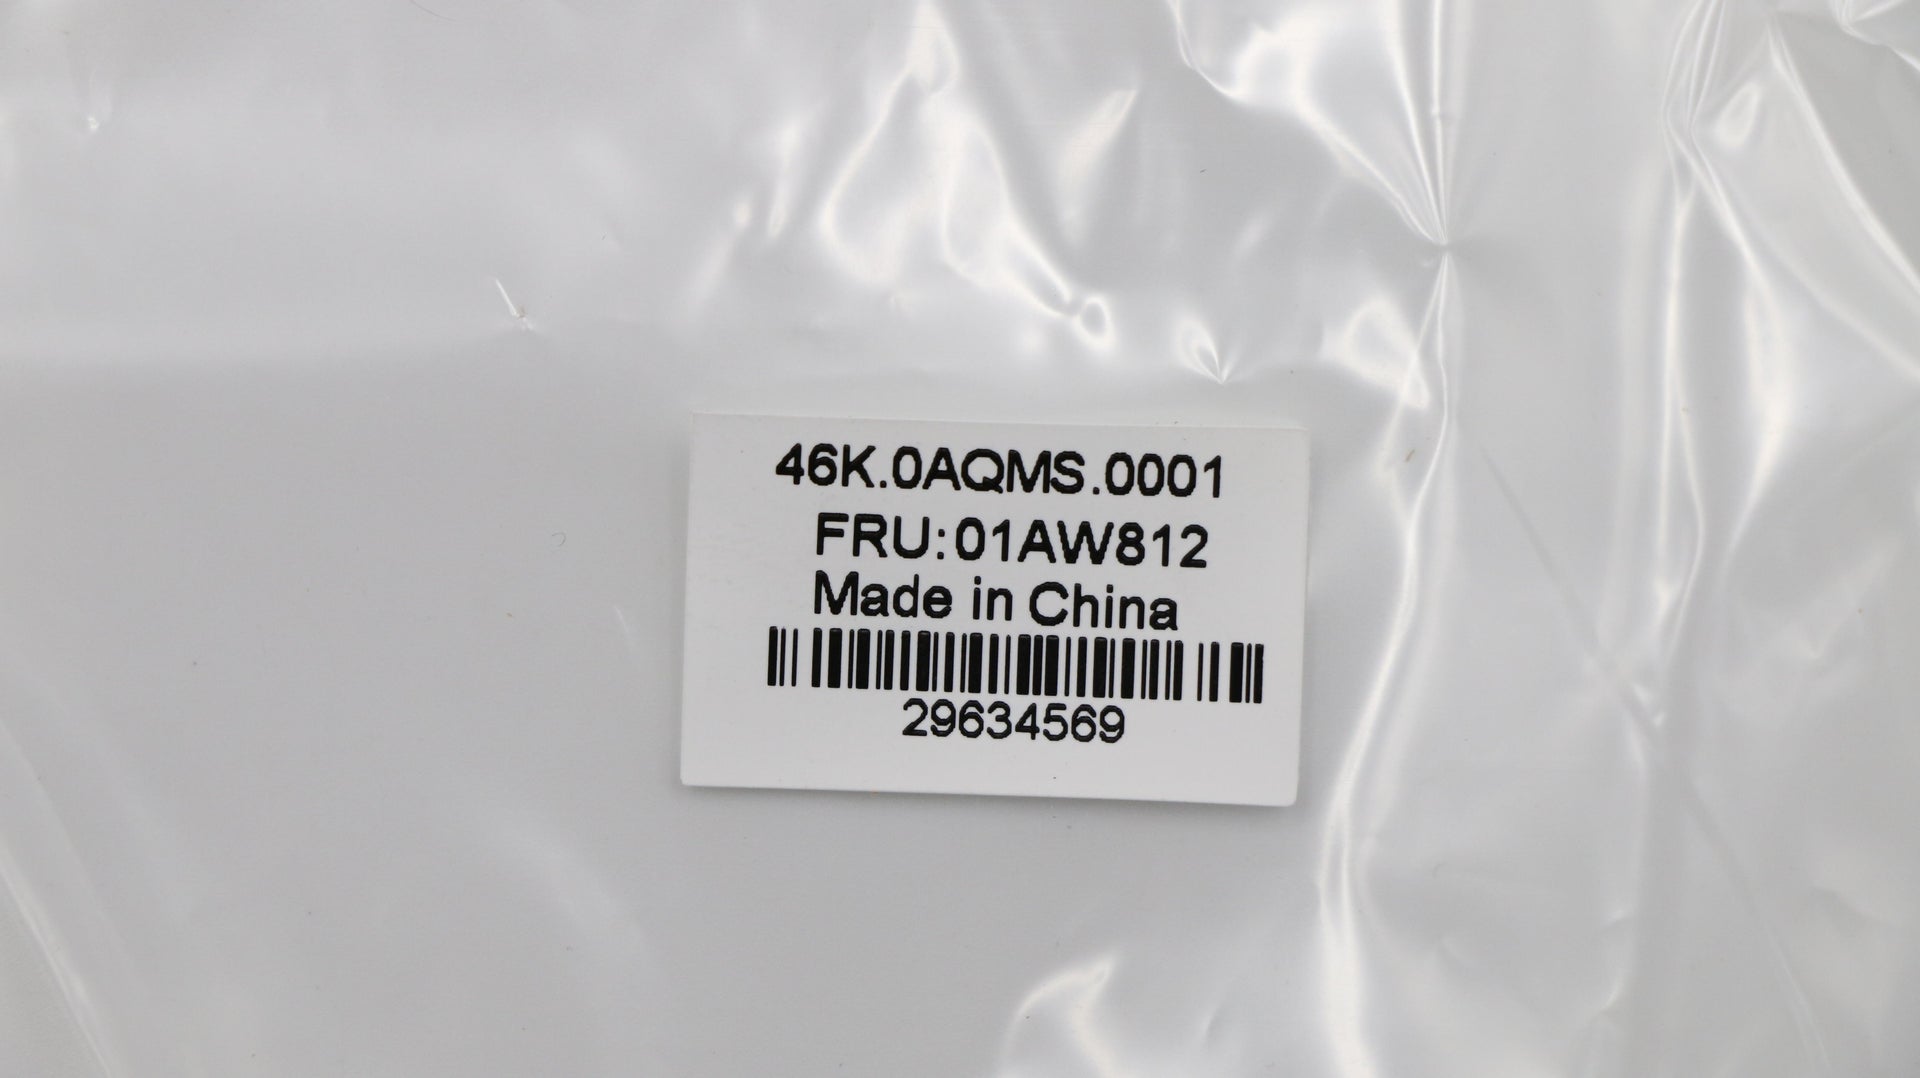 46K.0AQMS.0001
FRU:01AW812
Made in China
29634569